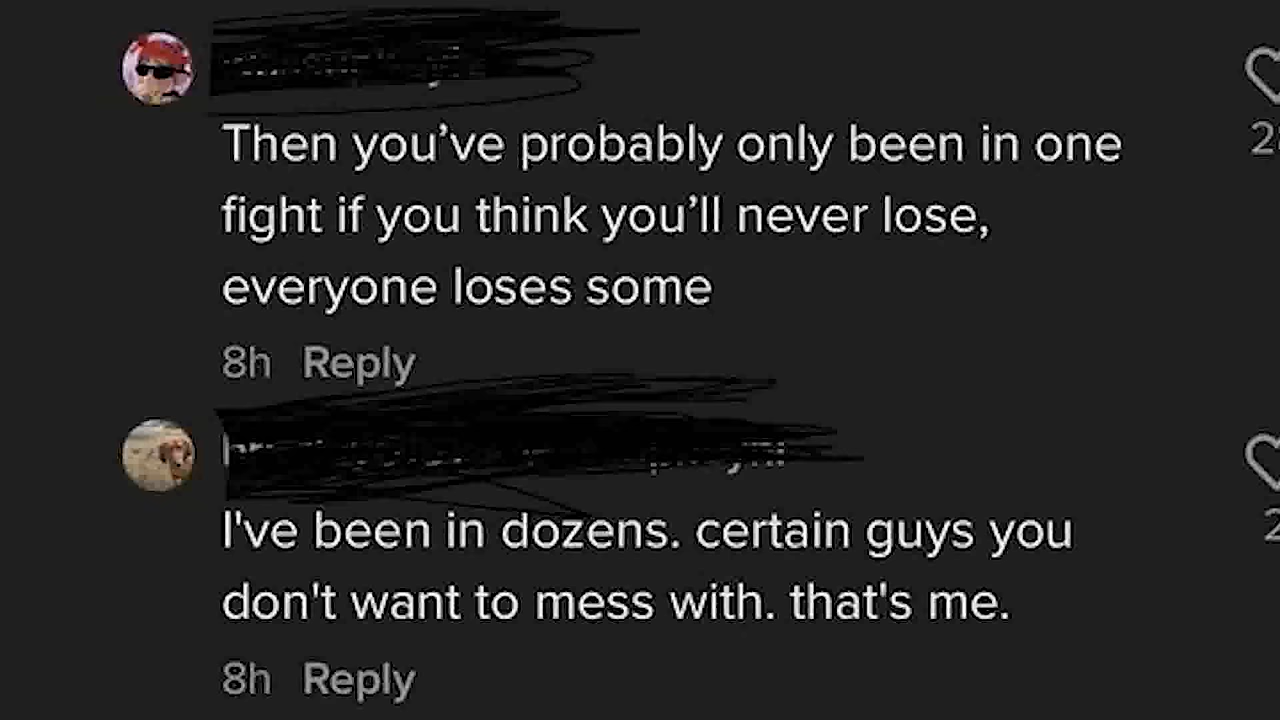 Then you’ve probably only been in one
fight if you think you’ll never lose,
everyone loses some
8h Reply
I've been in dozens. certain guys you
don't want to mess with. that's me.
8h Reply